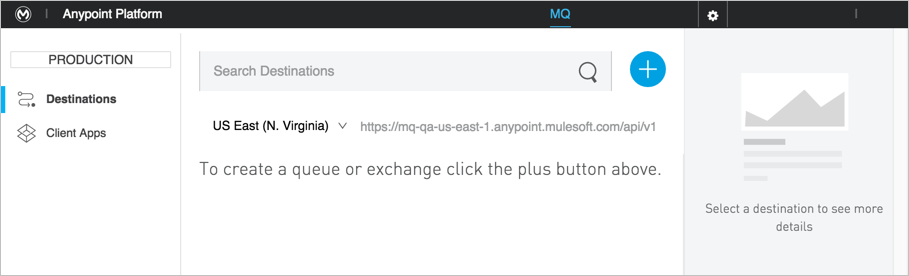 Anypoint Platform
MQ
PRODUCTION
Destinations
Client Apps
Search Destinations
US East (N. Virginia)
https://mq-qa-us-east-1.anypoint.mulesoft.com/api/v1
To create a queue or exchange click the plus button above.
Select a destination to see more
details